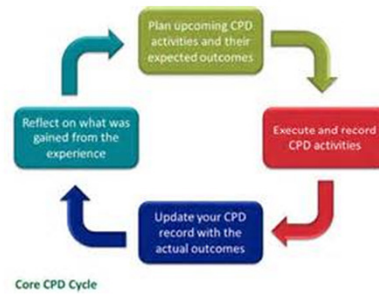 Plan upcoming CPD
activities and their
expected outcomes
Execute and record
CPD activities
Update your CPD
record with the
actual outcomes
Reflect on what was
gained from the
experience
Core CPD Cycle